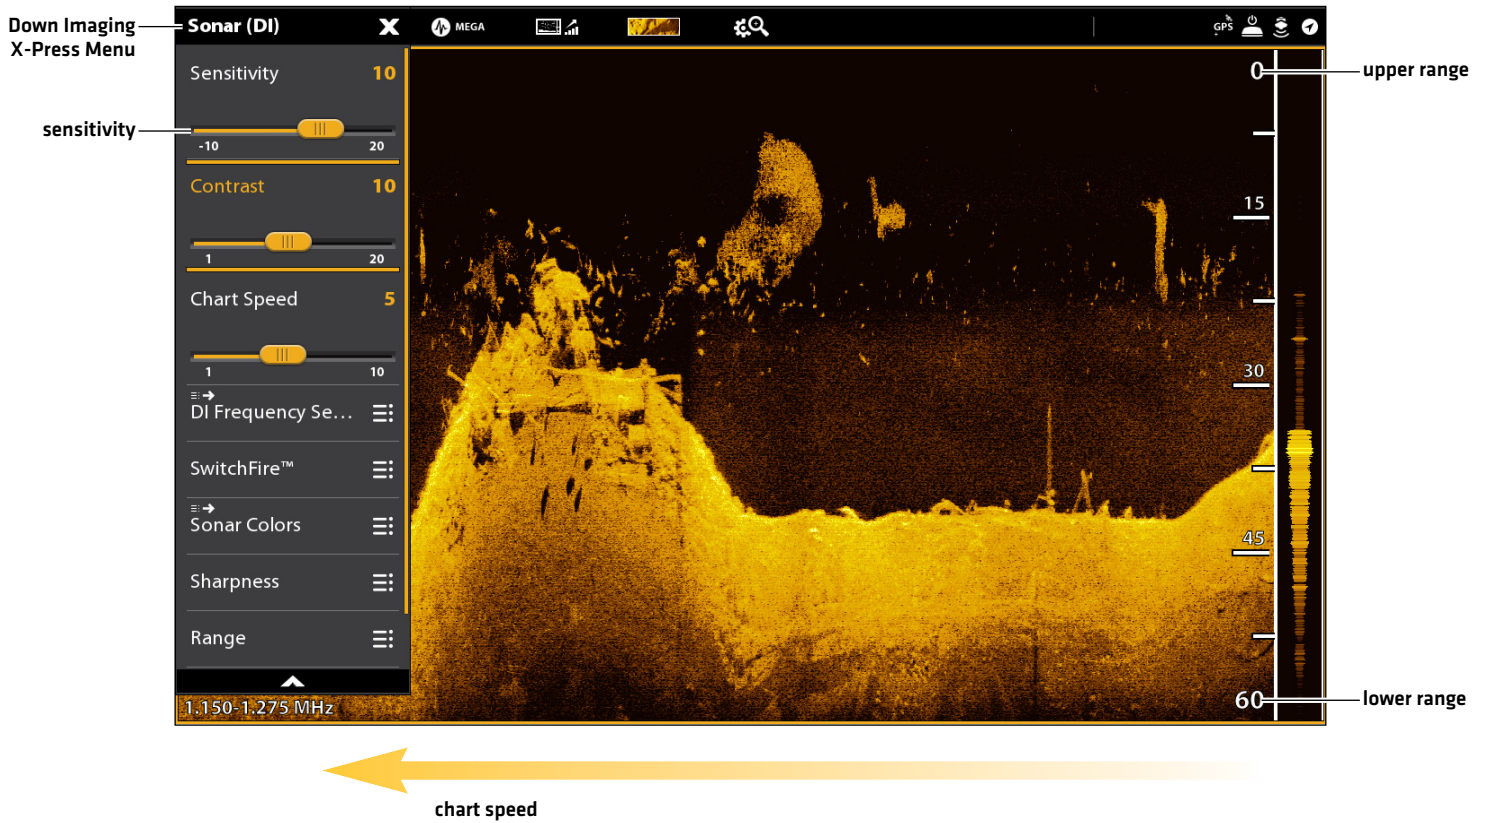 Down Imaging
X-Press Menu
Sonar (DI)
MEGA
GPS
Sensitivity 10
sensitivity
-10 20
Contrast 10
1 20
Chart Speed 5
1 10
DI Frequency Se...
SwitchFire™
Sonar Colors
Sharpness
Range
1.150-1.275 MHz
0
upper range
15
30
45
60
lower range
chart speed